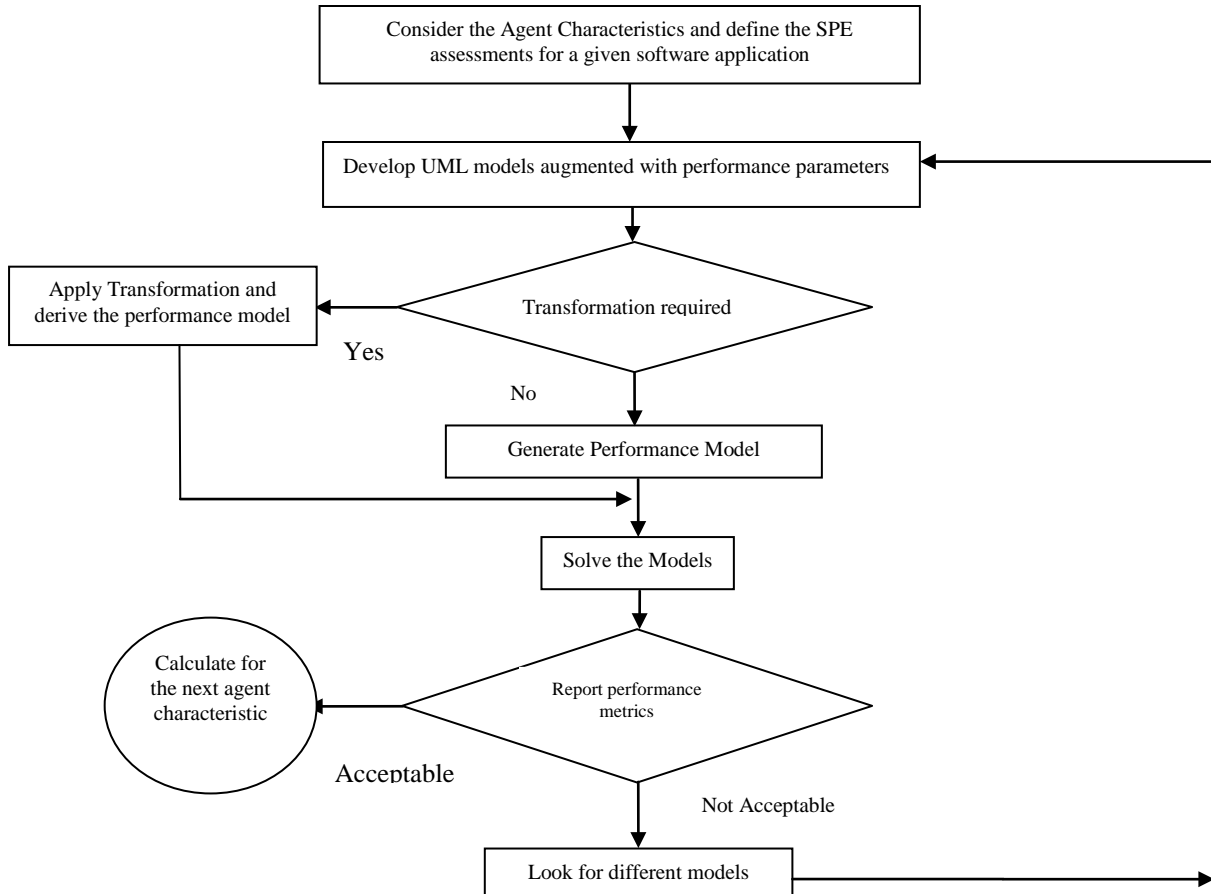 Consider the Agent Characteristics and define the SPE
assessments for a given software application
Develop UML models augmented with performance parameters
Apply Transformation and
derive the performance model
Transformation required
Yes
No
Generate Performance Model
Solve the Models
Calculate for
the next agent
characteristic
Report performance
metrics
Acceptable
Not Acceptable
Look for different models